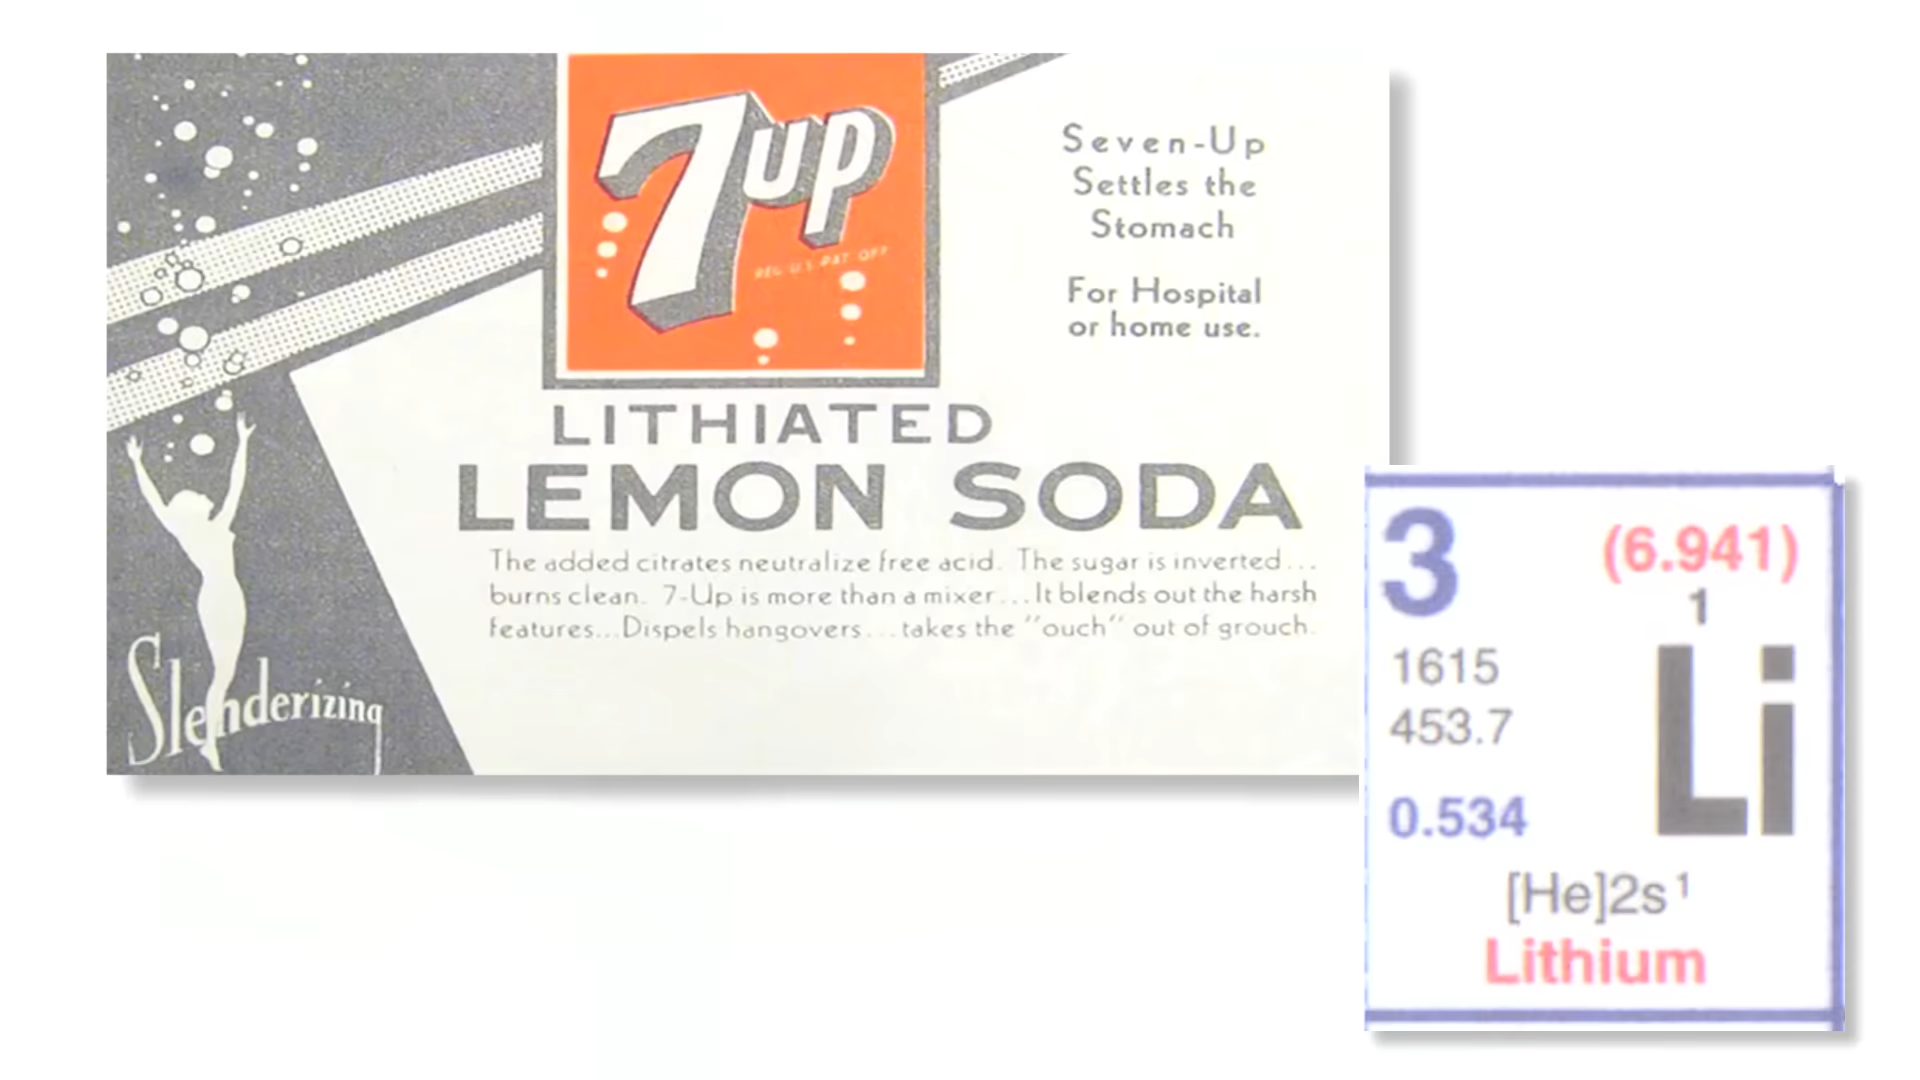 7up
REG. U.S. PAT. OFF.
Seven-Up
Settles the
Stomach
For Hospital
or home use.
LITHIATED
LEMON SODA
The added citrates neutralize free acid. The sugar is inverted...
burns clean. 7-Up is more than a mixer...It blends out the harsh
features...Dispels hangovers...takes the "ouch" out of grouch.
Slenderizing
3
(6.941)
1
1615
453.7
Li
0.534
[He]2s¹
Lithium